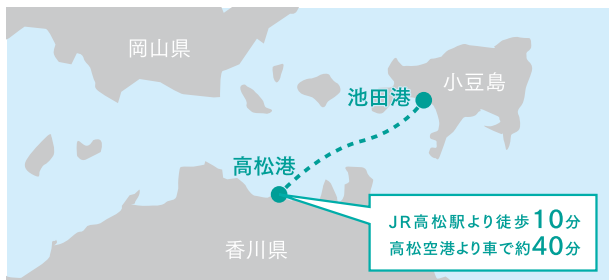 岡山県
小豆島
池田港
高松港
JR高松駅より徒歩10分
高松空港より車で約40分
香川県